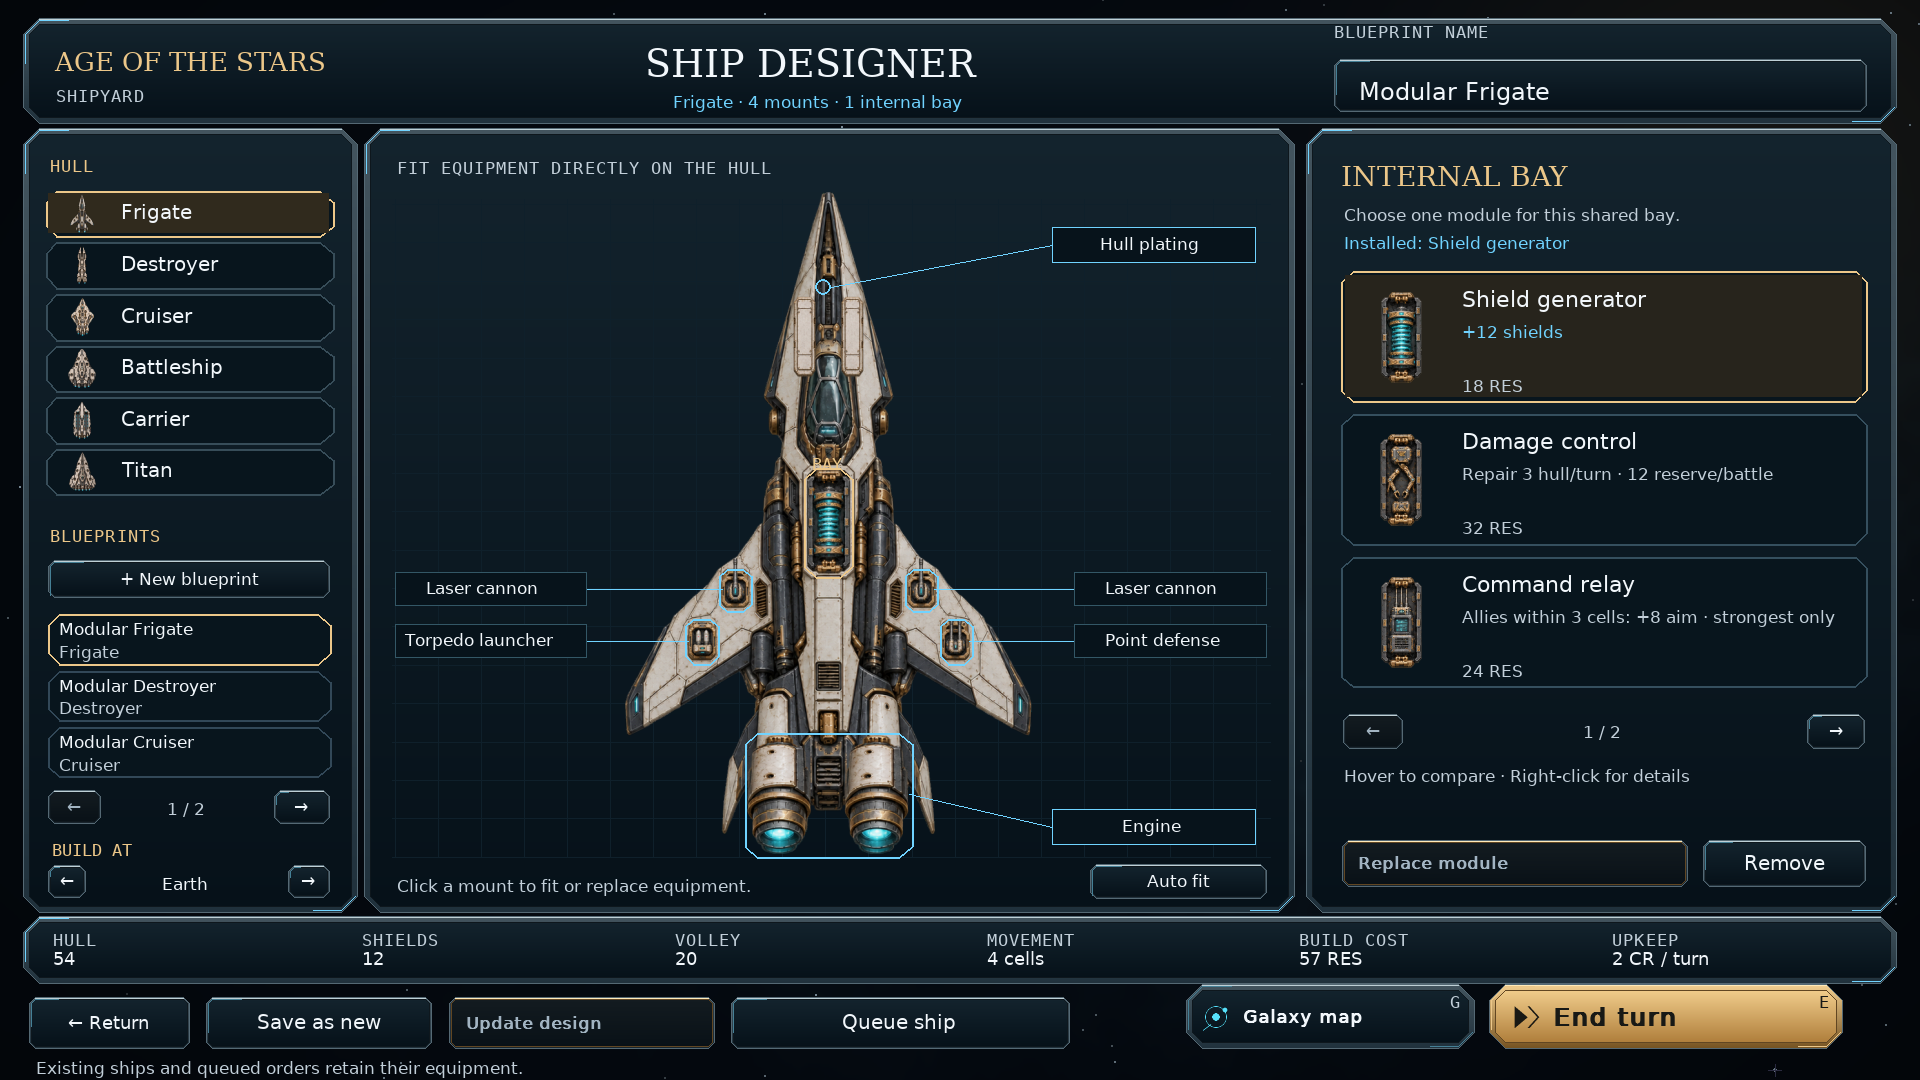 AGE OF THE STARS
SHIPYARD
SHIP DESIGNER
Frigate · 4 mounts · 1 internal bay
BLUEPRINT NAME
Modular Frigate
HULL
Frigate
Destroyer
Cruiser
Battleship
Carrier
Titan
BLUEPRINTS
+ New blueprint
Modular Frigate
Frigate
Modular Destroyer
Destroyer
Modular Cruiser
Cruiser
← 1 / 2 →
BUILD AT
← Earth →
FIT EQUIPMENT DIRECTLY ON THE HULL
Hull plating
BAY
Laser cannon
Laser cannon
Torpedo launcher
Point defense
Engine
Click a mount to fit or replace equipment.
Auto fit
INTERNAL BAY
Choose one module for this shared bay.
Installed: Shield generator
Shield generator
+12 shields
18 RES
Damage control
Repair 3 hull/turn · 12 reserve/battle
32 RES
Command relay
Allies within 3 cells: +8 aim · strongest only
24 RES
← 1 / 2 →
Hover to compare · Right-click for details
Replace module
Remove
HULL
54
SHIELDS
12
VOLLEY
20
MOVEMENT
4 cells
BUILD COST
57 RES
UPKEEP
2 CR / turn
← Return
Save as new
Update design
Queue ship
Galaxy map
G
End turn
E
Existing ships and queued orders retain their equipment.